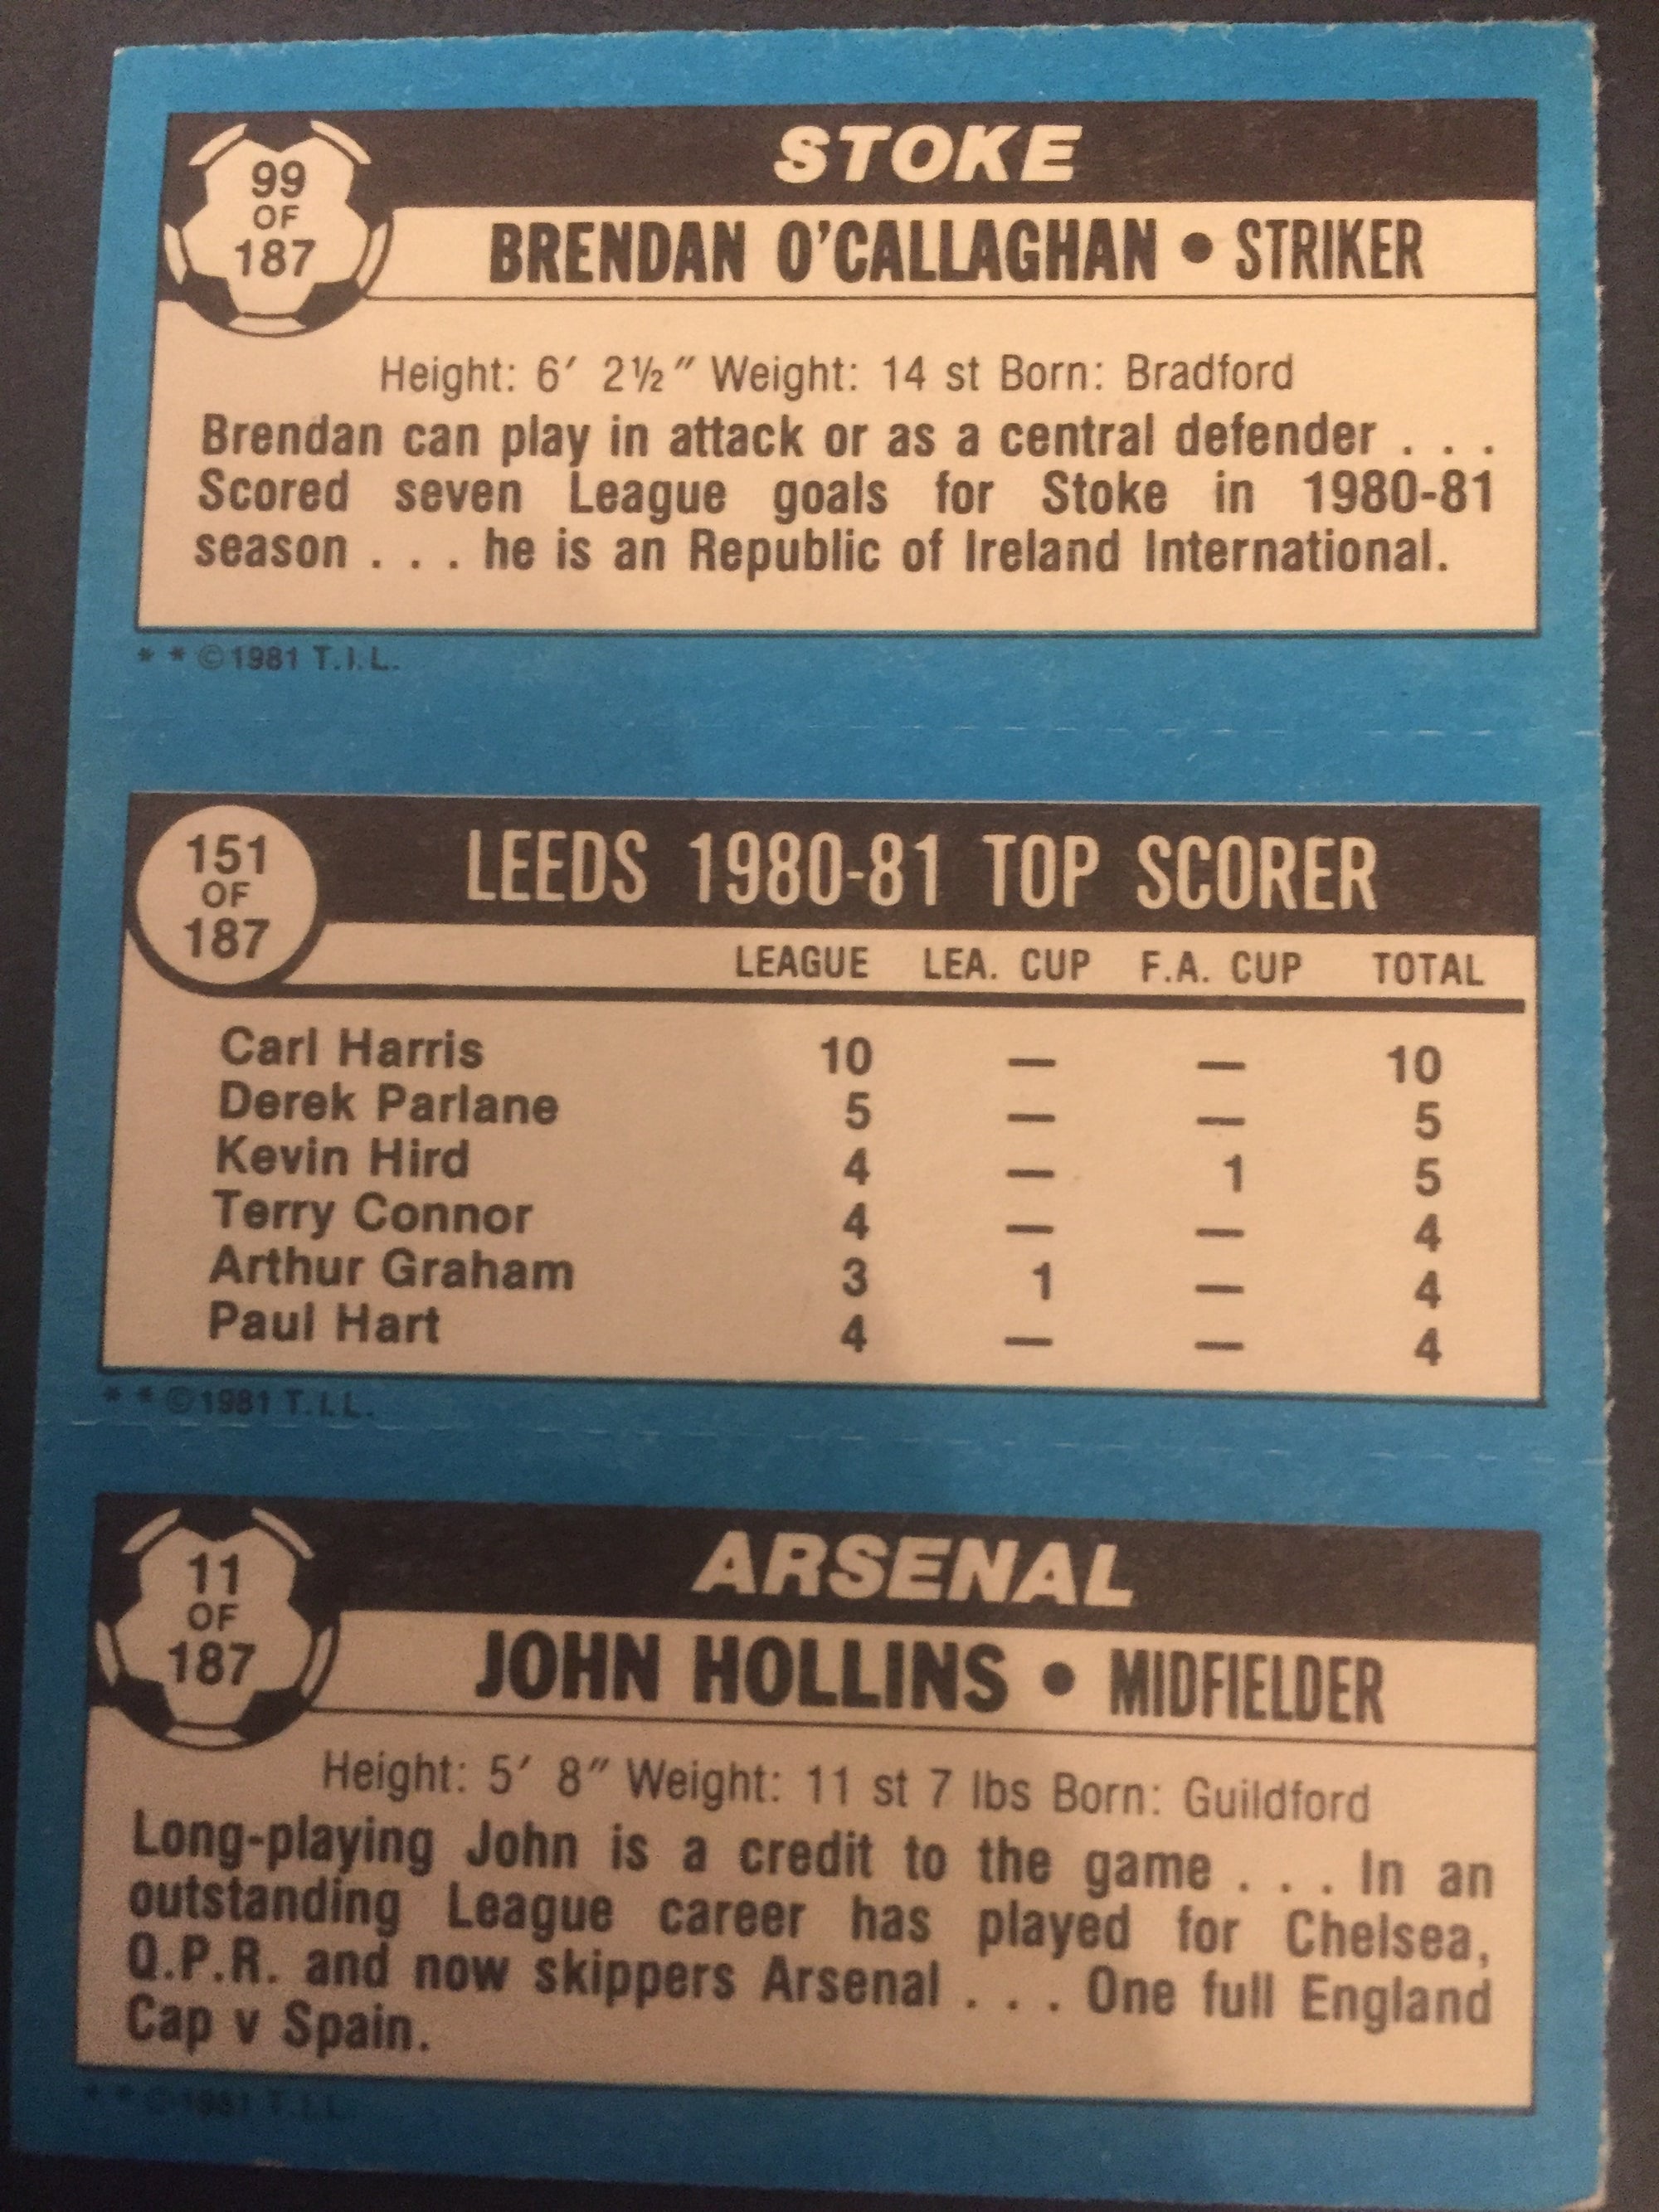 99
OF
187
STOKE
BRENDAN O'CALLAGHAN • STRIKER
Height: 6′ 2½″ Weight: 14 st Born: Bradford
Brendan can play in attack or as a central defender . . .
Scored seven League goals for Stoke in 1980-81
season . . . he is an Republic of Ireland International.
* * ©1981 T.I.L.
151
OF
187
LEEDS 1980-81 TOP SCORER
LEAGUE LEA. CUP F.A. CUP TOTAL
Carl Harris 10 — — 10
Derek Parlane 5 — — 5
Kevin Hird 4 — 1 5
Terry Connor 4 — — 4
Arthur Graham 3 1 — 4
Paul Hart 4 — — 4
* * ©1981 T.I.L.
11
OF
187
ARSENAL
JOHN HOLLINS • MIDFIELDER
Height: 5′ 8″ Weight: 11 st 7 lbs Born: Guildford
Long-playing John is a credit to the game . . . In an
outstanding League career has played for Chelsea,
Q.P.R. and now skippers Arsenal . . . One full England
Cap v Spain.
* * ©1981 T.I.L.